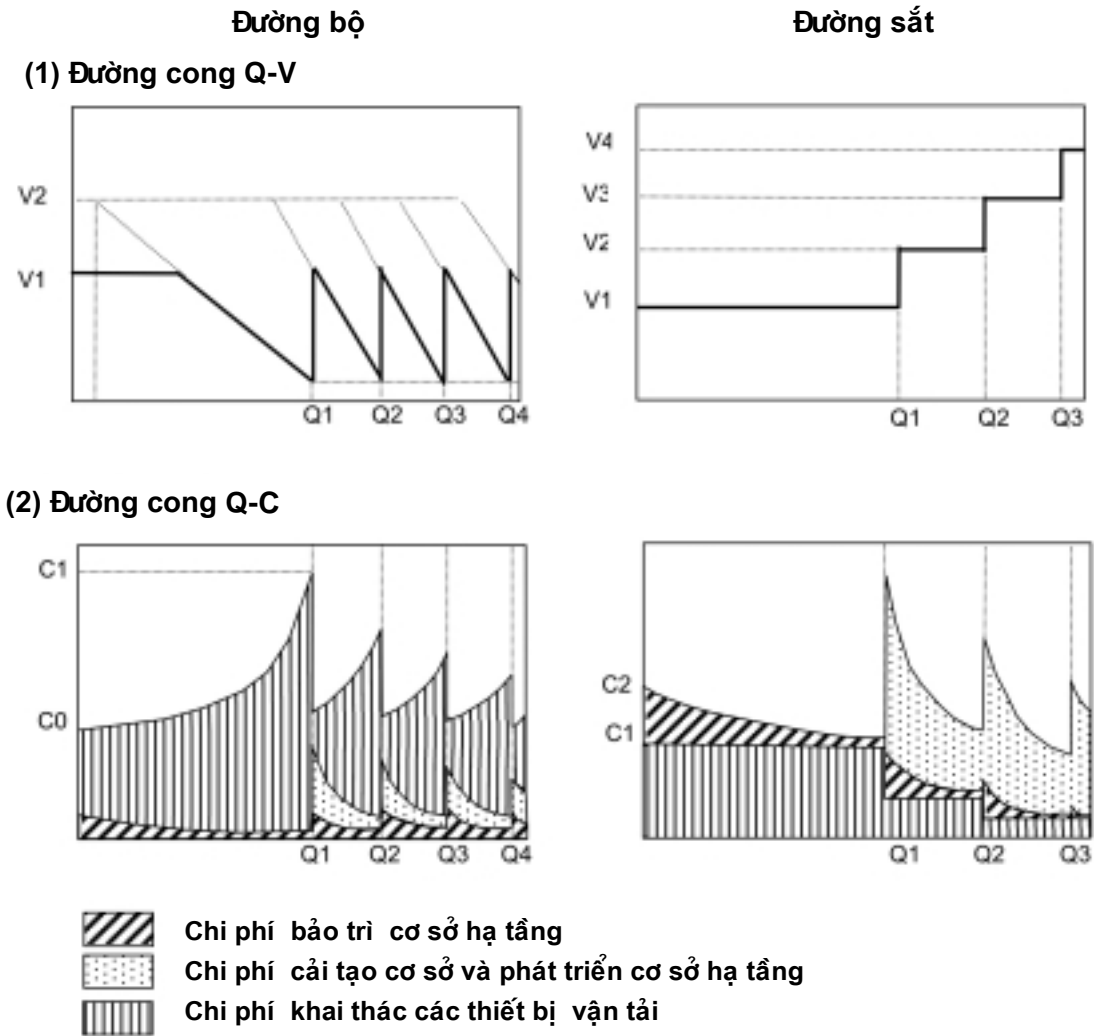 Đường bộ
Đường sắt
(1) Đường cong Q-V
V2
V1
Q1 Q2 Q3 Q4
V4
V3
V2
V1
Q1 Q2 Q3
(2) Đường cong Q-C
C1
C0
Q1 Q2 Q3 Q4
C2
C1
Q1 Q2 Q3
Chi phí bảo trì cơ sở hạ tầng
Chi phí cải tạo cơ sở và phát triển cơ sở hạ tầng
Chi phí khai thác các thiết bị vận tải